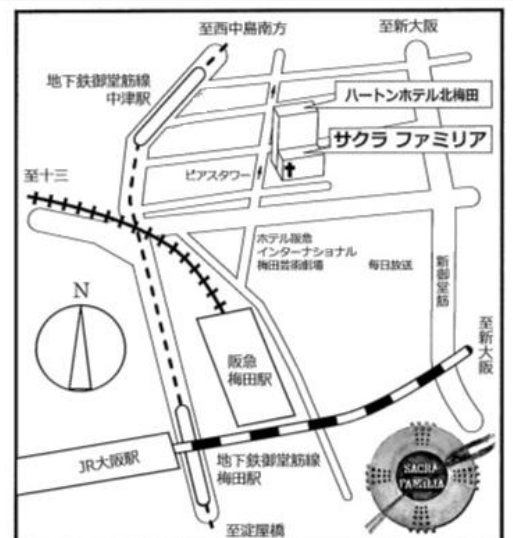 至西中島南方
至新大阪
地下鉄御堂筋線
中津駅
ハートンホテル北梅田
サクラ ファミリア
至十三
ピアスタワー
ホテル阪急
インターナショナル
梅田芸術劇場
毎日放送
新御堂筋
N
至新大阪
阪急
梅田駅
JR大阪駅
地下鉄御堂筋線
梅田駅
SACRA
FAMILIA
至淀屋橋